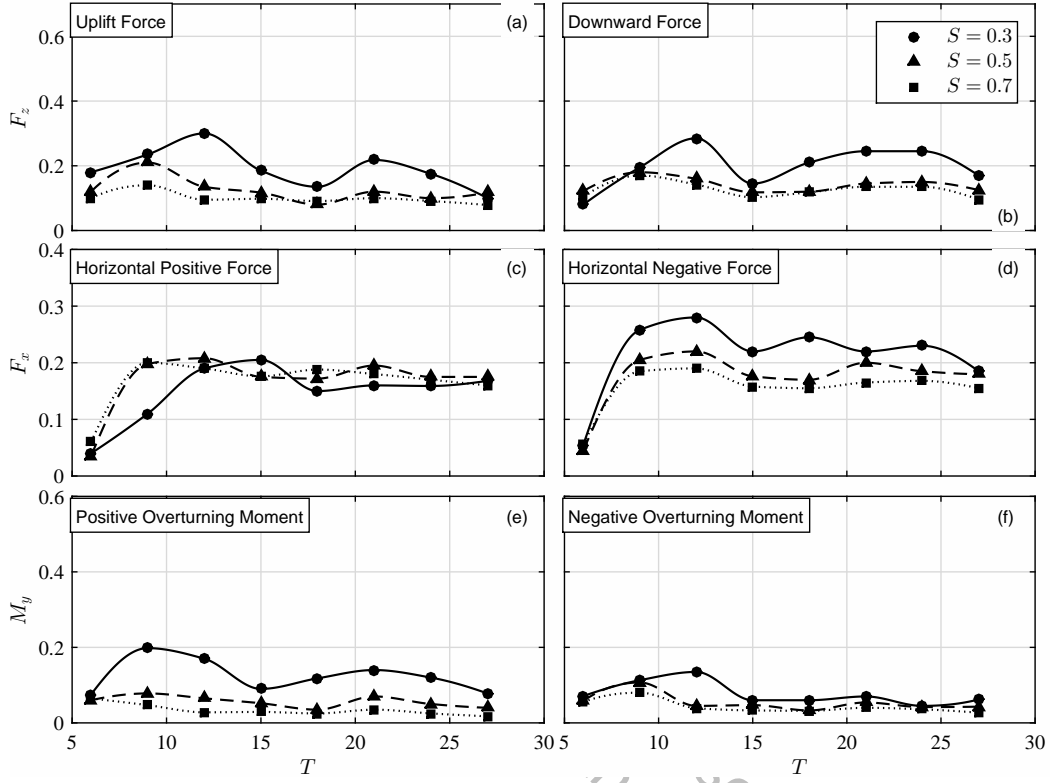 Uplift Force
(a)
Downward Force
S = 0.3
S = 0.5
S = 0.7
0.6
0.4
0.2
0
F_z
(b)
Horizontal Positive Force
(c)
Horizontal Negative Force
(d)
0.4
0.3
0.2
0.1
0
F_x
Positive Overturning Moment
(e)
Negative Overturning Moment
(f)
0.6
0.4
0.2
0
M_y
5 10 15 20 25 30 5 10 15 20 25 30
T T